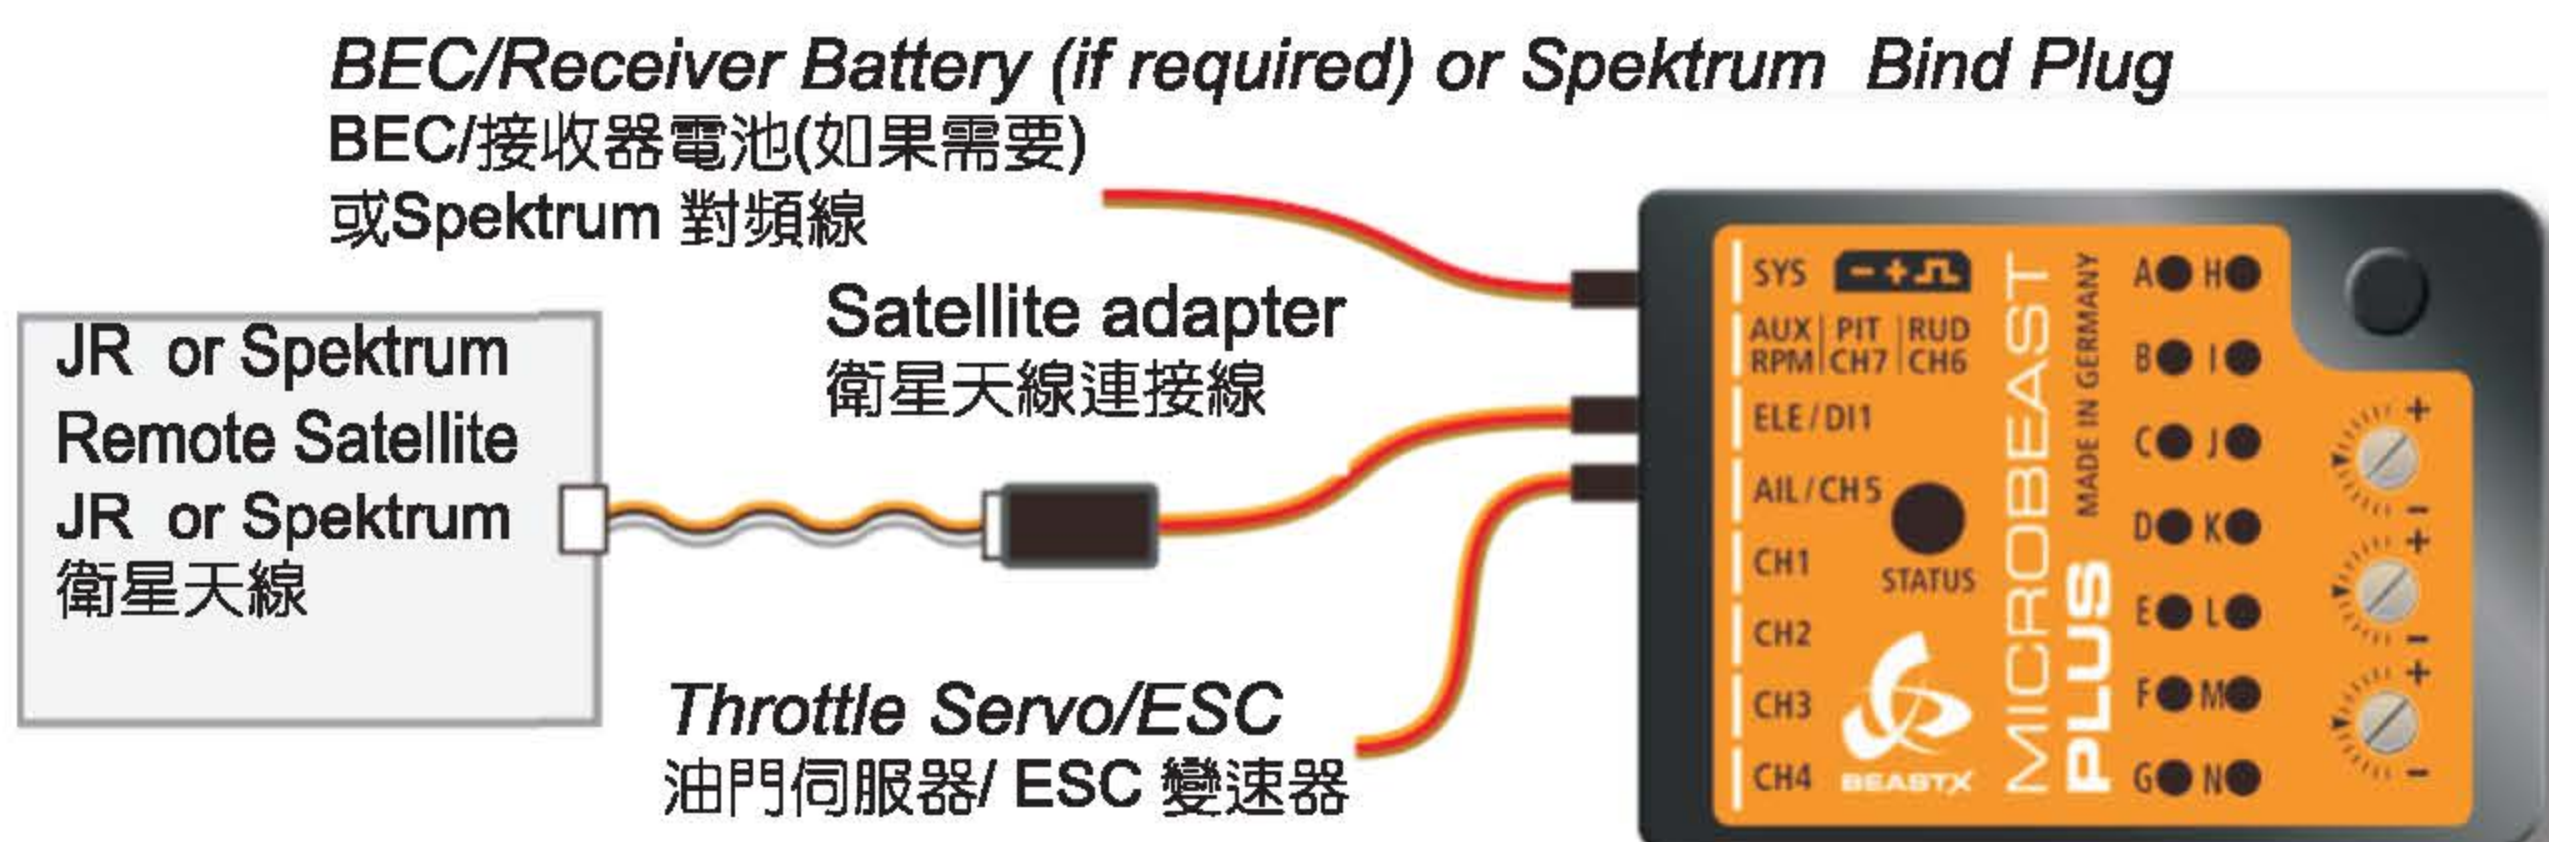 BEC/Receiver Battery (if required) or Spektrum Bind Plug
BEC/接收器電池(如果需要)
或Spektrum 對頻線
Satellite adapter
衛星天線連接線
JR or Spektrum
Remote Satellite
JR or Spektrum
衛星天線
Throttle Servo/ESC
油門伺服器/ ESC 變速器
SYS - +
AUX | PIT | RUD
RPM | CH7 | CH6
ELE / DI1
AIL / CH5
CH1
CH2
CH3
CH4
STATUS
BEASTX
MICROBEAST
PLUS
MADE IN GERMANY
A H
B I
C J
D K
E L
F M
G N
+
-
+
-
+
-